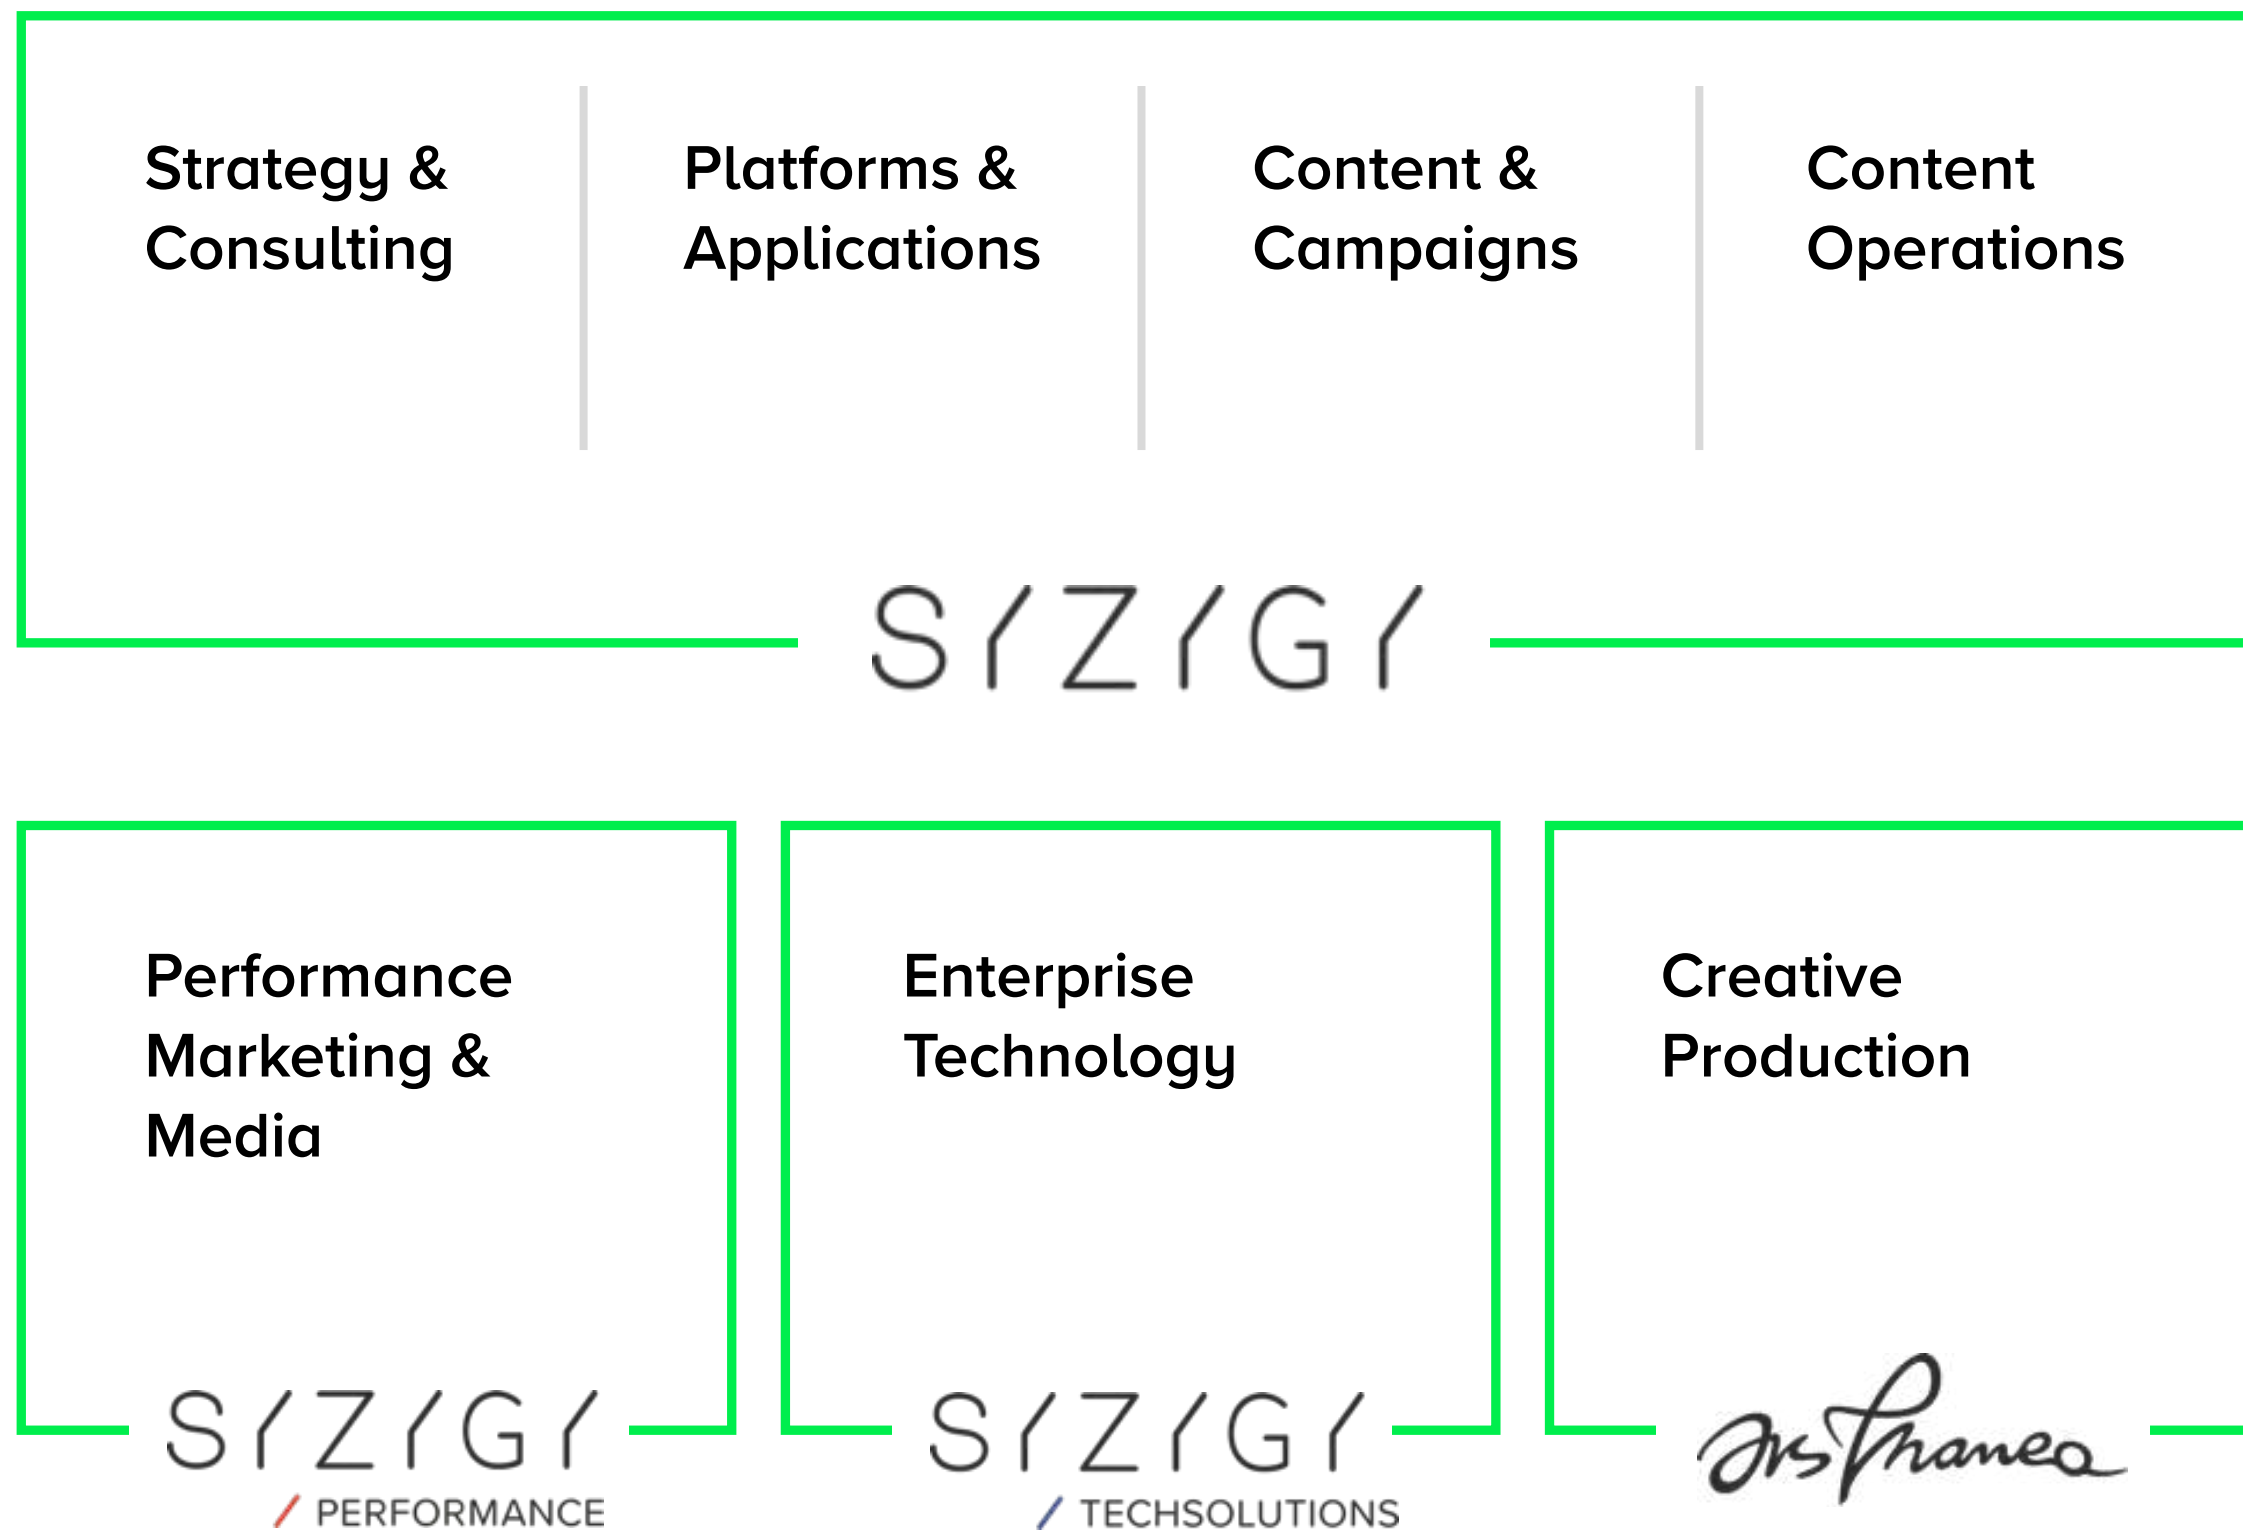 Strategy &
Consulting
Platforms &
Applications
Content &
Campaigns
Content
Operations
SYZYGY
Performance
Marketing &
Media
Enterprise
Technology
Creative
Production
SYZYGY
/ PERFORMANCE
SYZYGY
/ TECHSOLUTIONS
Ars Thanea